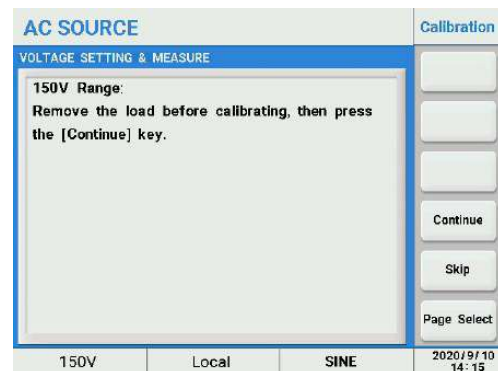 AC SOURCE
Calibration
VOLTAGE SETTING & MEASURE
150V Range:
Remove the load before calibrating, then press
the [Continue] key.
Continue
Skip
Page Select
150V
Local
SINE
2020/9/10
14:15